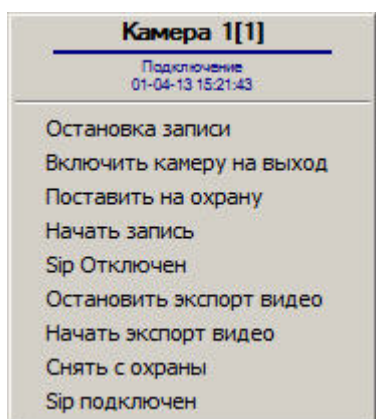 Камера 1[1]
Подключение
01-04-13 15:21:43
Остановка записи
Включить камеру на выход
Поставить на охрану
Начать запись
Sip Отключен
Остановить экспорт видео
Начать экспорт видео
Снять с охраны
Sip подключен